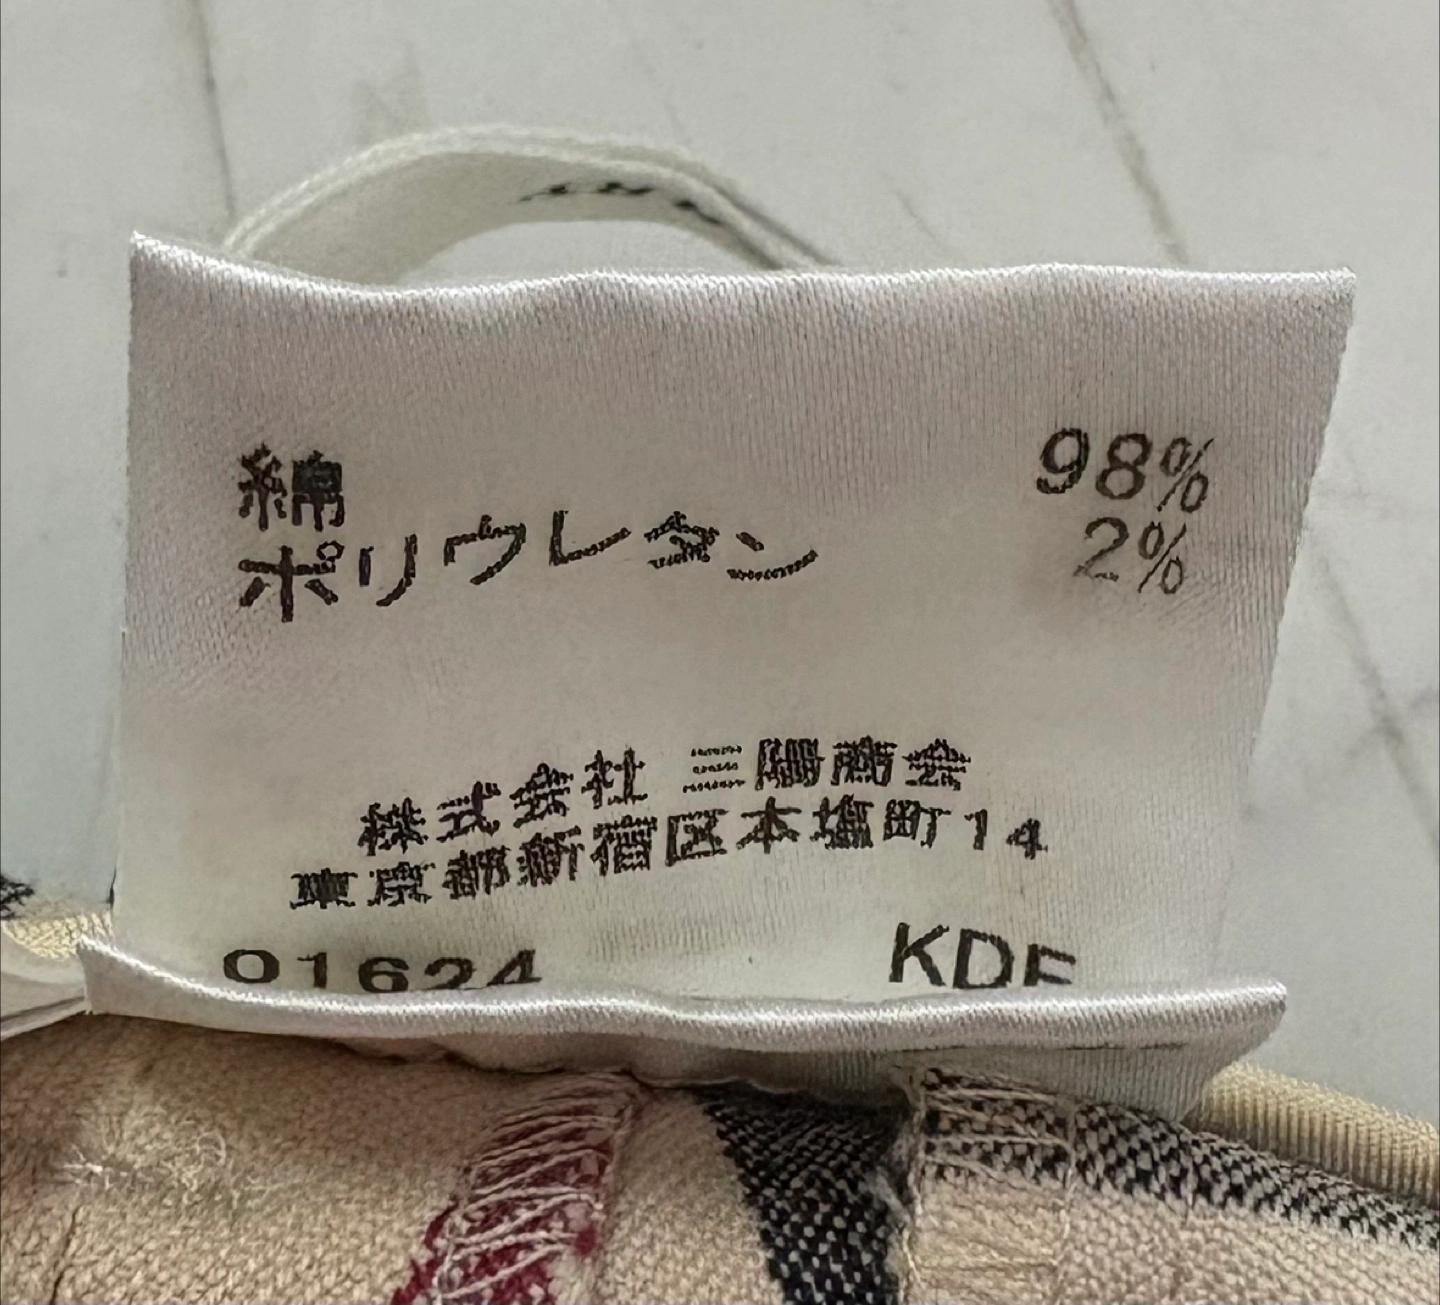 綿 98%
ポリウレタン 2%
株式会社 三陽商会
東京都新宿区本塩町14
01624 KDF